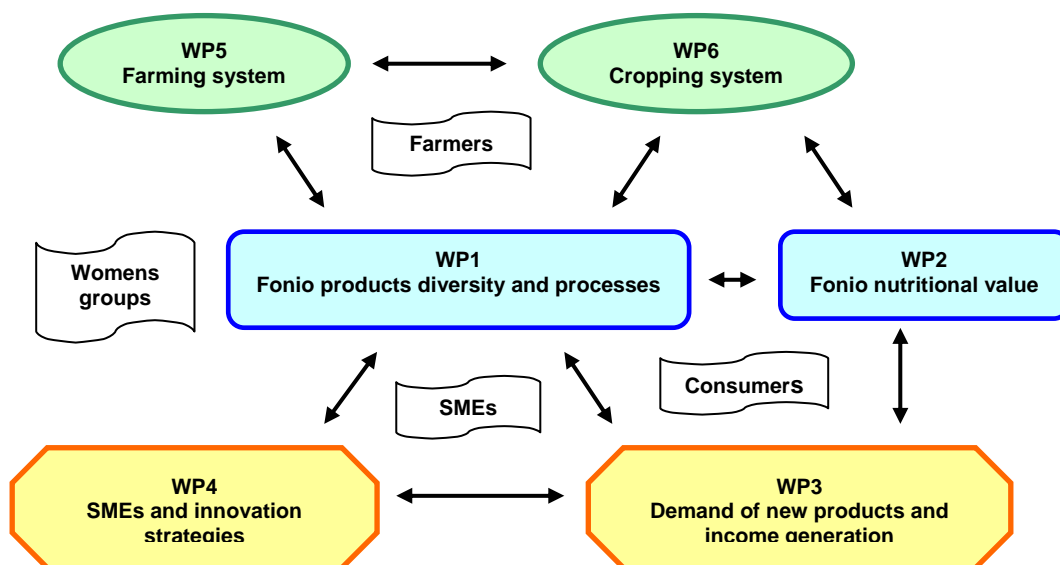 WP5
Farming system
WP6
Cropping system
Farmers
Womens
groups
WP1
Fonio products diversity and processes
WP2
Fonio nutritional value
SMEs
Consumers
WP4
SMEs and innovation
strategies
WP3
Demand of new products and
income generation